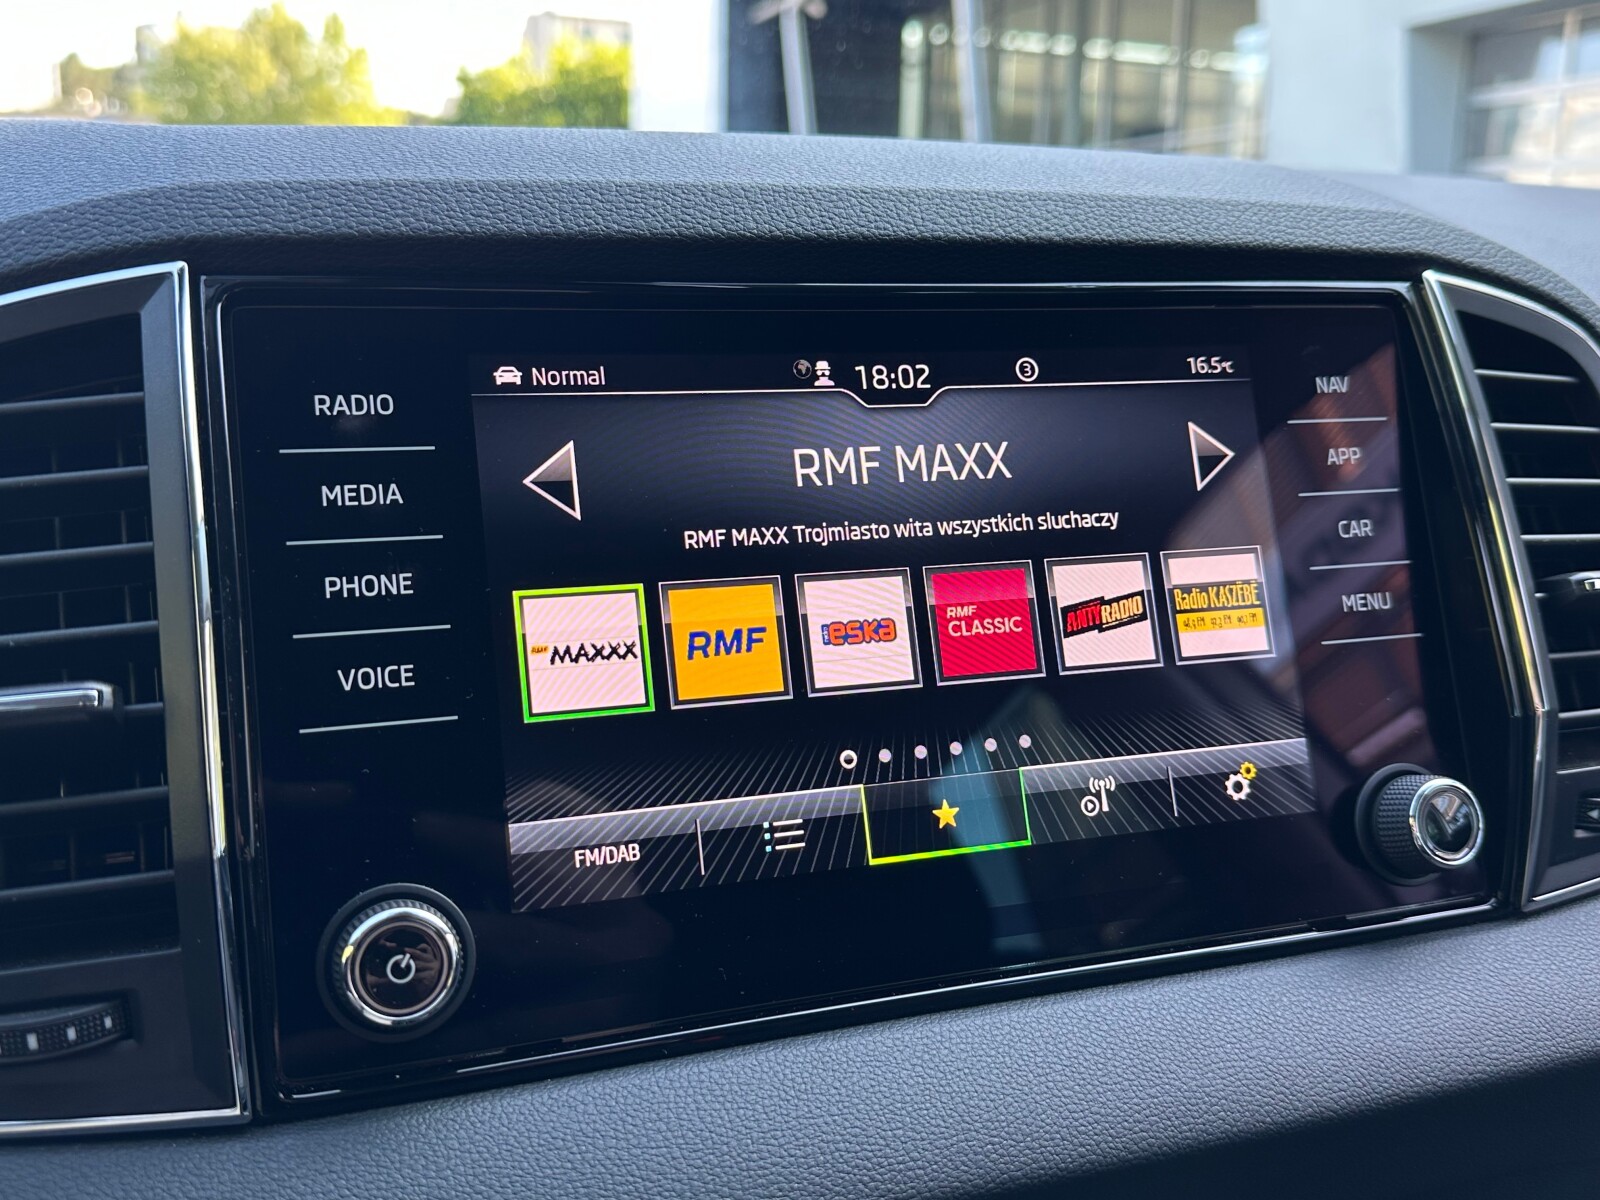 Normal
18:02
3
16.5°C
RADIO
MEDIA
PHONE
VOICE
NAV
APP
CAR
MENU
RMF MAXX
RMF MAXX Trojmiasto wita wszystkich sluchaczy
RMF MAXXX
RMF
eska
RMF
CLASSIC
ANTYRADIO
Radio KASZËBË
FM/DAB